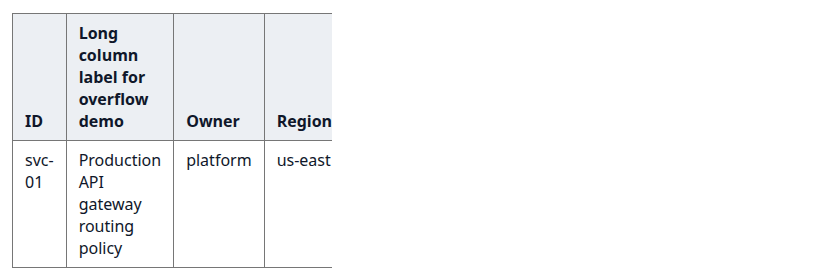 ID
Long
column
label for
overflow
demo
Owner
Region
svc-
01
Production
API
gateway
routing
policy
platform
us-east